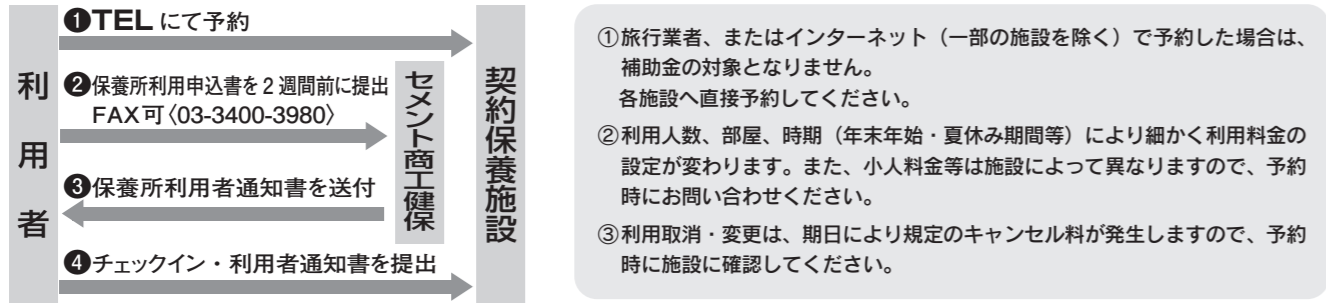 利用者
❶TELにて予約
❷保養所利用申込書を2週間前に提出
FAX可〈03-3400-3980〉
❸保養所利用者通知書を送付
❹チェックイン・利用者通知書を提出
セメント商工健保
契約保養施設
①旅行業者、またはインターネット（一部の施設を除く）で予約した場合は、
補助金の対象となりません。
各施設へ直接予約してください。
②利用人数、部屋、時期（年末年始・夏休み期間等）により細かく利用料金の
設定が変わります。また、小人料金等は施設によって異なりますので、予約
時にお問い合わせください。
③利用取消・変更は、期日により規定のキャンセル料が発生しますので、予約
時に施設に確認してください。